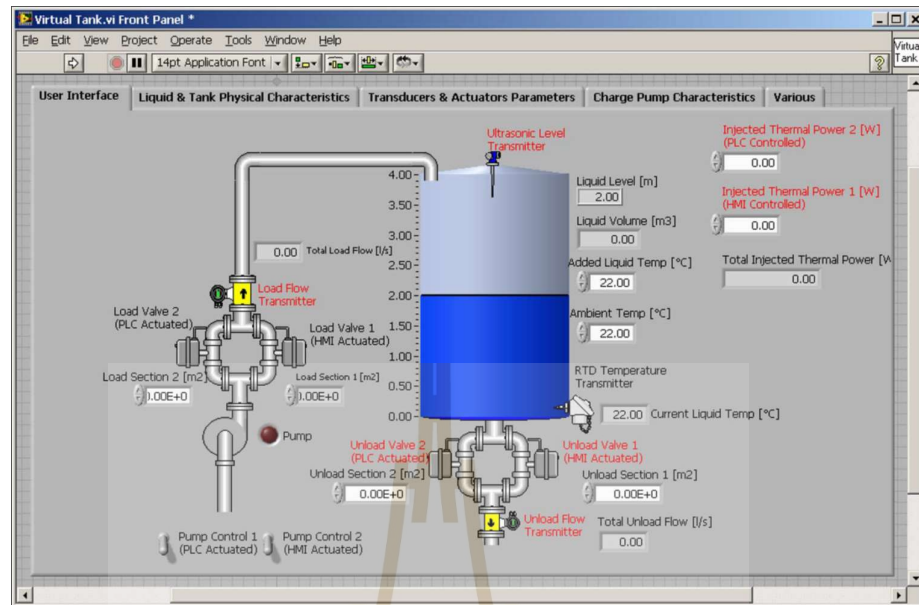 Virtual Tank.vi Front Panel *
File Edit View Project Operate Tools Window Help
14pt Application Font
?
Virtua
Tank
User Interface
Liquid & Tank Physical Characteristics
Transducers & Actuators Parameters
Charge Pump Characteristics
Various
Ultrasonic Level
Transmitter
Injected Thermal Power 2 [W]
(PLC Controlled)
0.00
Injected Thermal Power 1 [W]
(HMI Controlled)
0.00
Total Injected Thermal Power [W
0.00
4.00
3.50
3.00
2.50
2.00
1.50
1.00
0.50
0.00
Liquid Level [m]
2.00
Liquid Volume [m3]
0.00
Added Liquid Temp [°C]
22.00
Ambient Temp [°C]
22.00
RTD Temperature
Transmitter
22.00 Current Liquid Temp [°C]
0.00 Total Load Flow [l/s]
Load Flow
Transmitter
Load Valve 2
(PLC Actuated)
Load Valve 1
(HMI Actuated)
Load Section 2 [m2]
).00E+0
Load Section 1 [m2]
).00E+0
Pump
Unload Valve 2
(PLC Actuated)
Unload Valve 1
(HMI Actuated)
Unload Section 2 [m2]
0.00E+0
Unload Section 1 [m2]
0.00E+0
Unload Flow
Transmitter
Total Unload Flow [l/s]
0.00
Pump Control 1
(PLC Actuated)
Pump Control 2
(HMI Actuated)